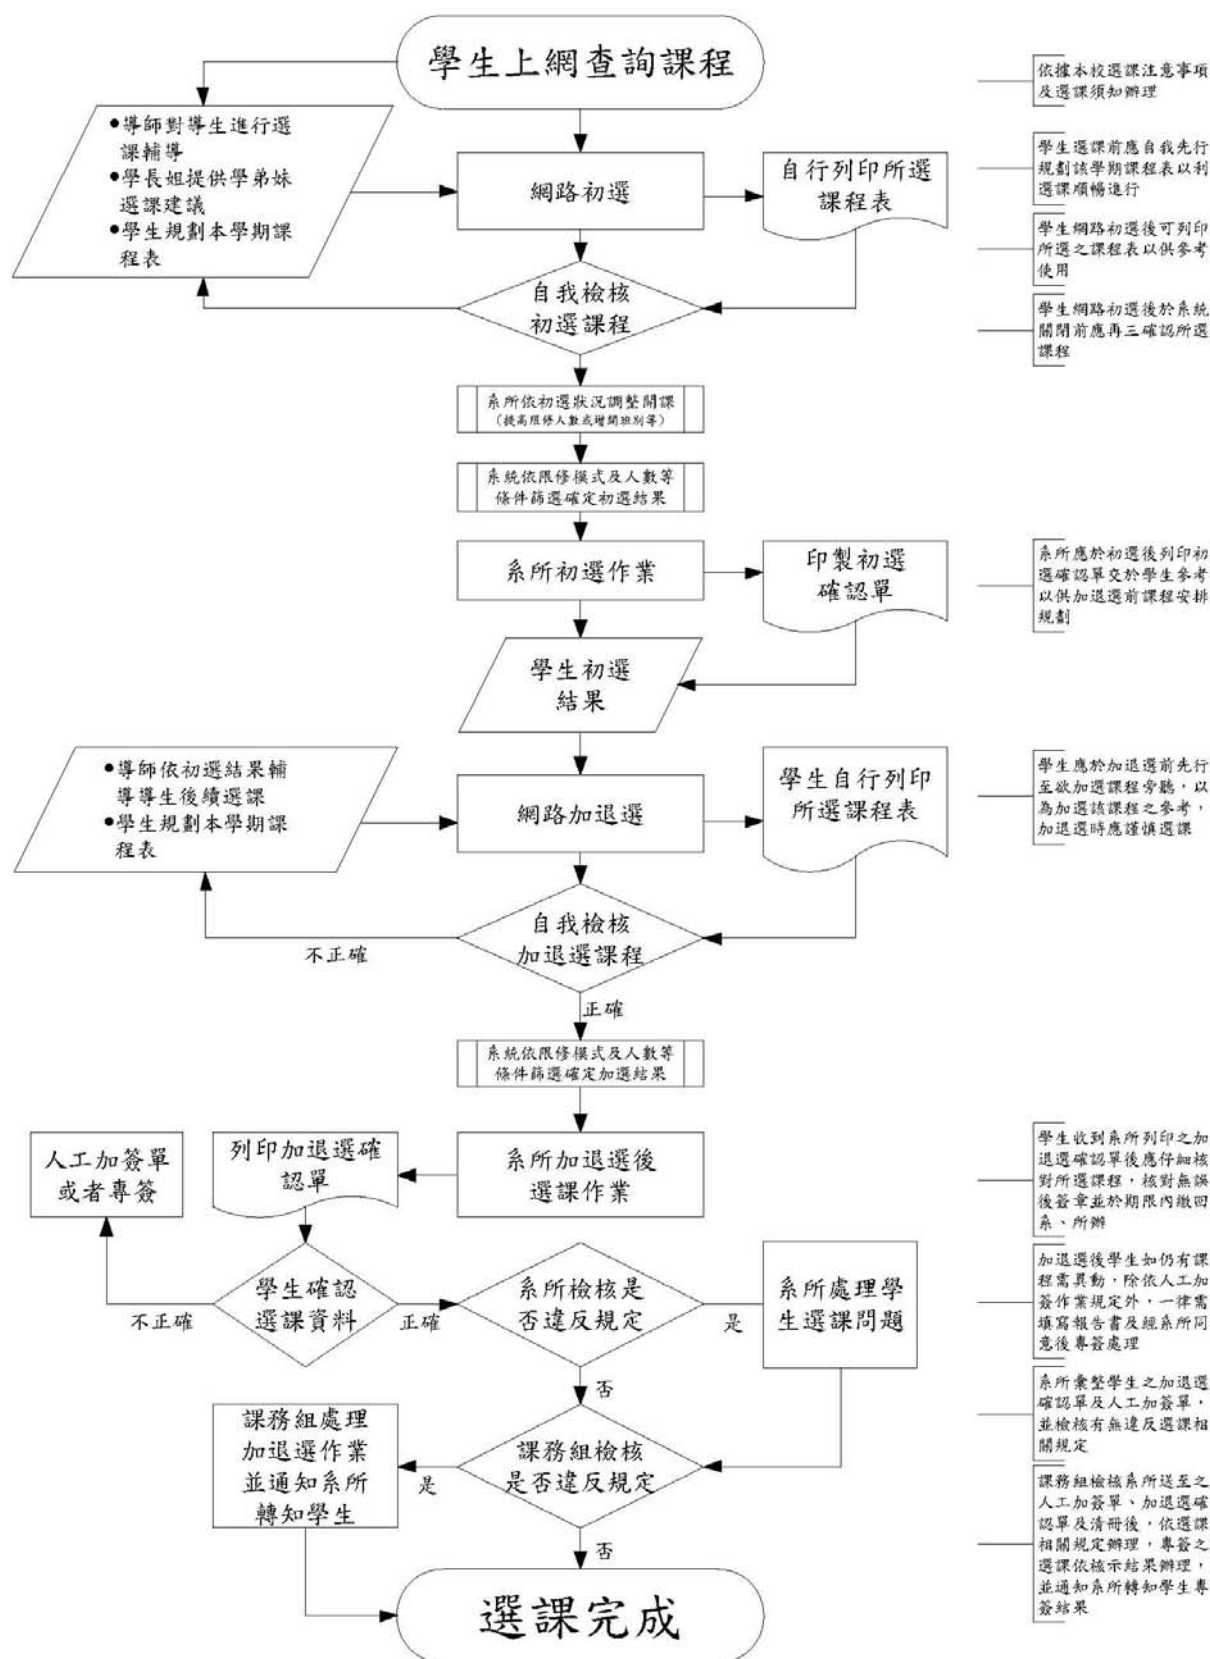 學生上網查詢課程
●導師對導生進行選
課輔導
●學長姐提供學弟妹
選課建議
●學生規劃本學期課
程表
網路初選
自行列印所選
課程表
自我檢核
初選課程
系所依初選狀況調整開課
(提高限修人數或增開班別等)
系統依限修模式及人數等
條件篩選確定初選結果
系所初選作業
印製初選
確認單
學生初選
結果
●導師依初選結果輔
導導生後續選課
●學生規劃本學期課
程表
網路加退選
學生自行列印
所選課程表
自我檢核
加退選課程
不正確
正確
系統依限修模式及人數等
條件篩選確定加選結果
系所加退選後
選課作業
列印加退選確
認單
人工加簽單
或者專簽
學生確認
選課資料
不正確
正確
系所檢核是
否違反規定
是
系所處理學
生選課問題
否
課務組檢核
是否違反規定
是
課務組處理
加退選作業
並通知系所
轉知學生
否
選課完成
依據本校選課注意事項
及選課須知辦理
學生選課前應自我先行
規劃該學期課程表以利
選課順暢進行
學生網路初選後可列印
所選之課程表以供參考
使用
學生網路初選後於系統
關閉前應再三確認所選
課程
系所應於初選後列印初
選確認單交於學生參考
以供加退選前課程安排
規劃
學生應於加退選前先行
至欲加選課程旁聽，以
為加選該課程之參考，
加退選時應謹慎選課
學生收到系所列印之加
退選確認單後應仔細核
對所選課程，核對無誤
後簽章並於期限內繳回
系、所辦
加退選後學生如仍有課
程需異動，除依人工加
簽作業規定外，一律需
填寫報告書及經系所同
意後專簽處理
系所彙整學生之加退選
確認單及人工加簽單，
並檢核有無違反選課相
關規定
課務組檢核系所送至之
人工加簽單、加退選確
認單及清冊後，依選課
相關規定辦理，專簽之
選課依核示結果辦理，
並通知系所轉知學生專
簽結果